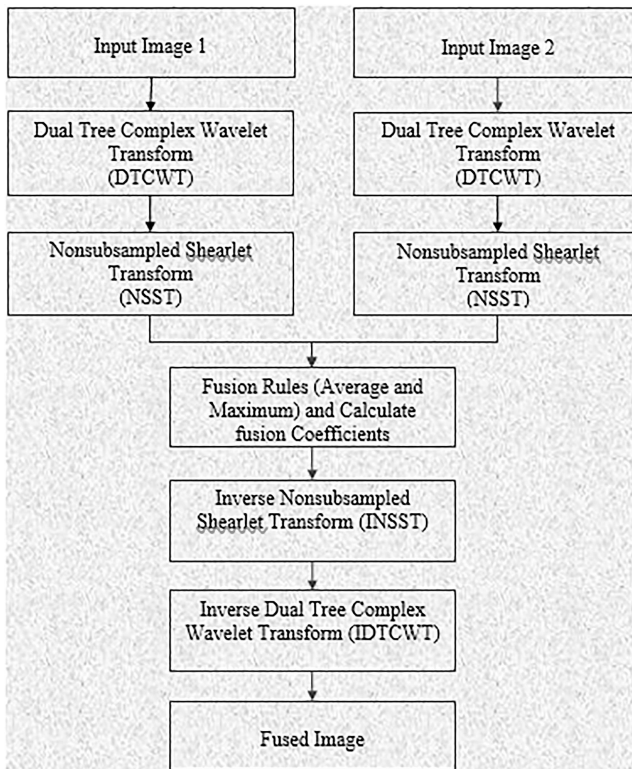 Input Image 1
Input Image 2
Dual Tree Complex Wavelet
Transform
(DTCWT)
Dual Tree Complex Wavelet
Transform
(DTCWT)
Nonsubsampled Shearlet
Transform
(NSST)
Nonsubsampled Shearlet
Transform
(NSST)
Fusion Rules (Average and
Maximum) and Calculate
fusion Coefficients
Inverse Nonsubsampled
Shearlet Transform (INSST)
Inverse Dual Tree Complex
Wavelet Transform (IDTCWT)
Fused Image